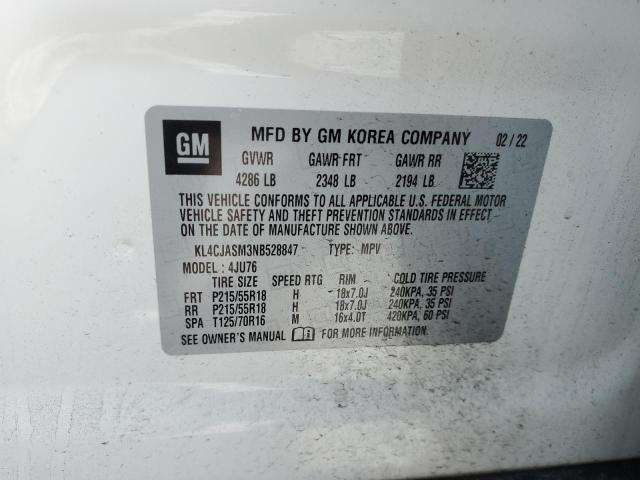 GM MFD BY GM KOREA COMPANY 02/22
GVWR GAWR FRT GAWR RR
4286 LB 2348 LB 2194 LB
THIS VEHICLE CONFORMS TO ALL APPLICABLE U.S. FEDERAL MOTOR
VEHICLE SAFETY AND THEFT PREVENTION STANDARDS IN EFFECT
ON THE DATE OF MANUFACTURE SHOWN ABOVE.
KL4CJASM3NB528847 TYPE: MPV
MODEL: 4JU76
TIRE SIZE SPEED RTG RIM COLD TIRE PRESSURE
FRT P215/55R18 H 18x7.0J 240KPA, 35 PSI
RR P215/55R18 H 18x7.0J 240KPA, 35 PSI
SPA T125/70R16 M 16x4.0T 420KPA, 60 PSI
SEE OWNER'S MANUAL FOR MORE INFORMATION.